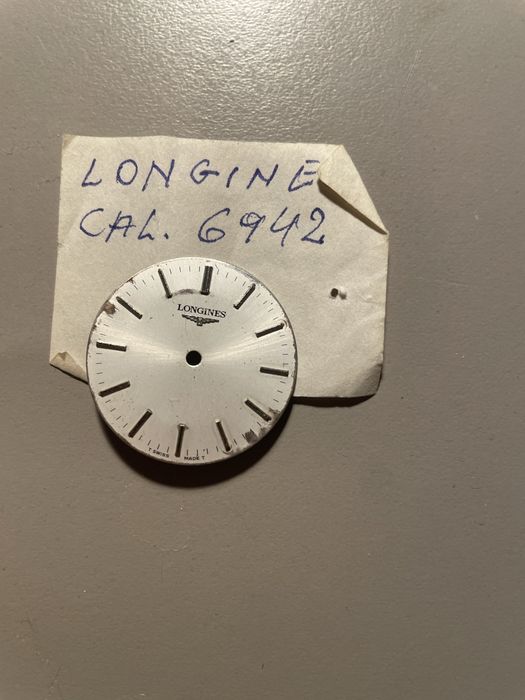 LONGINE
CAL. 6942
LONGINES
T SWISS MADE T